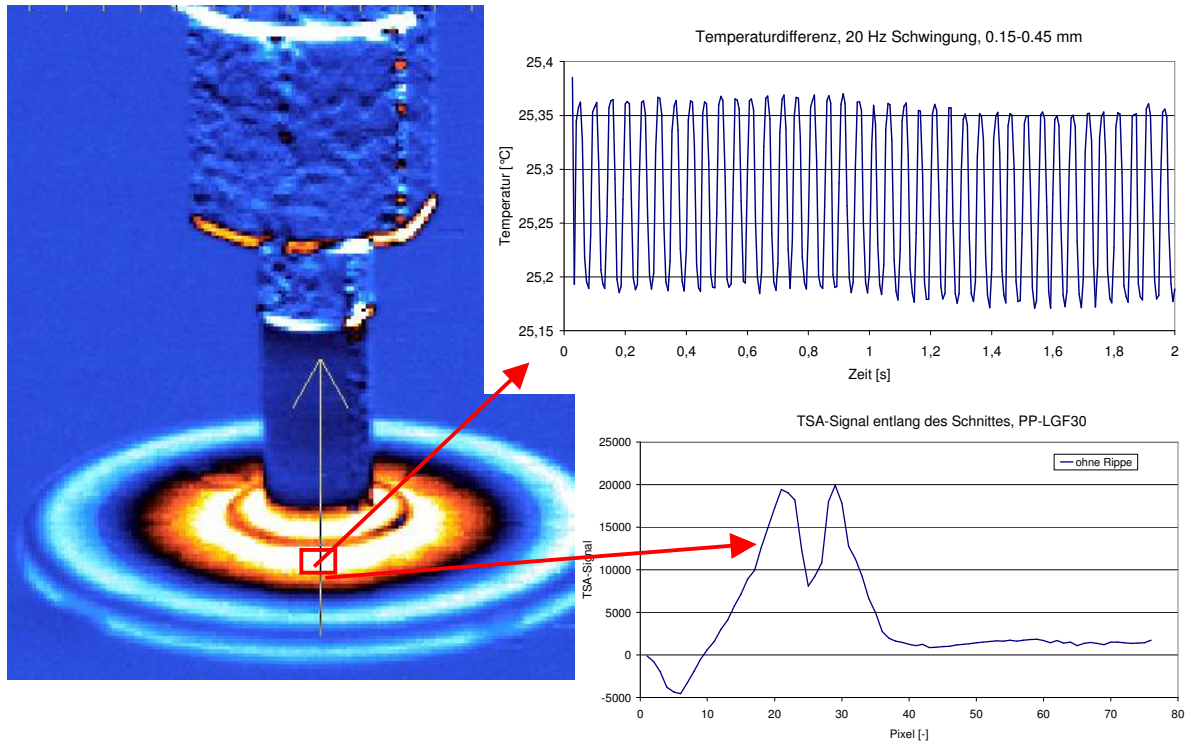 Temperaturdifferenz, 20 Hz Schwingung, 0.15-0.45 mm
25,4
25,35
25,3
25,25
25,2
25,15
Temperatur [°C]
0 0,2 0,4 0,6 0,8 1 1,2 1,4 1,6 1,8 2
Zeit [s]
TSA-Signal entlang des Schnittes, PP-LGF30
25000
20000
15000
10000
5000
0
-5000
TSA-Signal
ohne Rippe
0 10 20 30 40 50 60 70 80
Pixel [-]